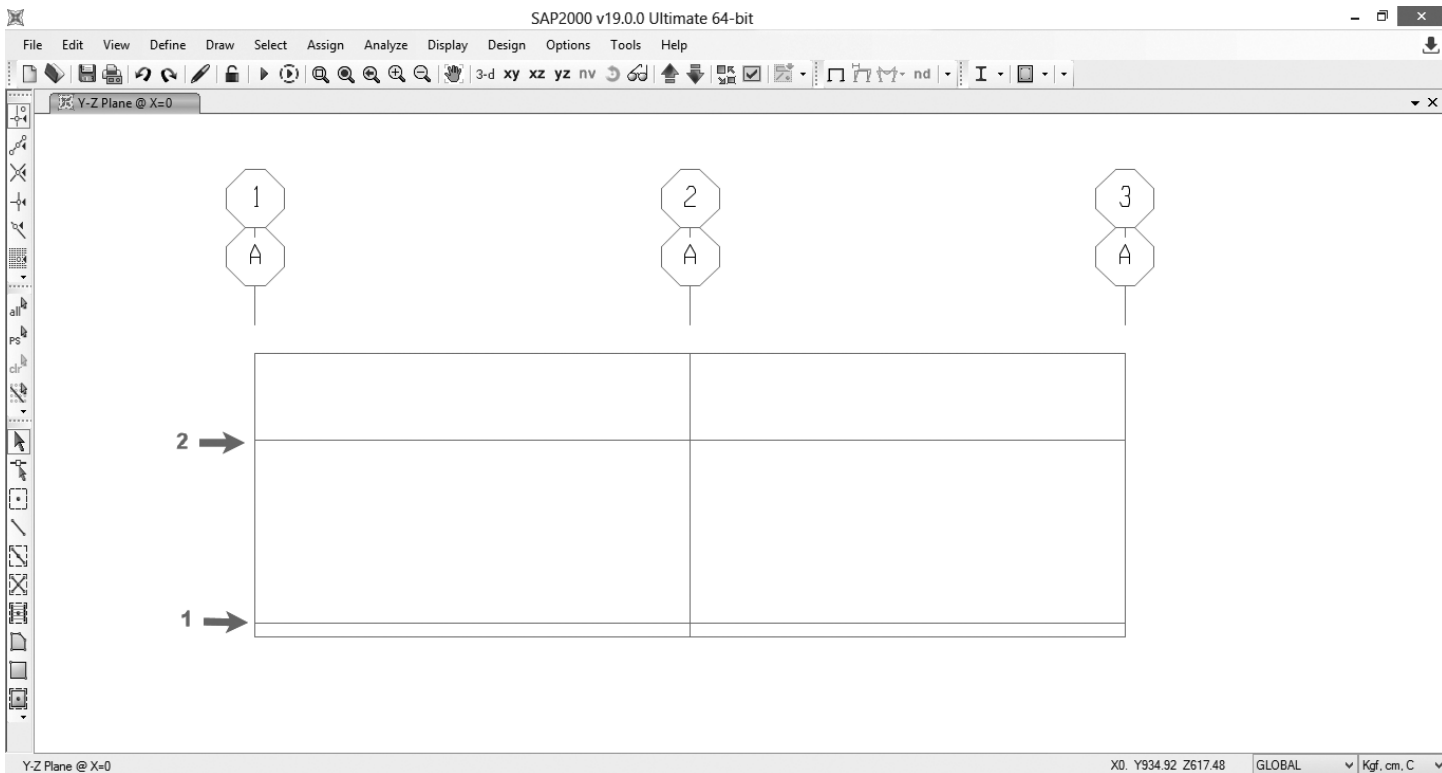 SAP2000 v19.0.0 Ultimate 64-bit
File Edit View Define Draw Select Assign Analyze Display Design Options Tools Help
3-d xy xz yz nv nd
Y-Z Plane @ X=0
1 2 3
A A A
all
PS
clr
2
1
Y-Z Plane @ X=0 X0. Y934.92 Z617.48 GLOBAL Kgf, cm, C